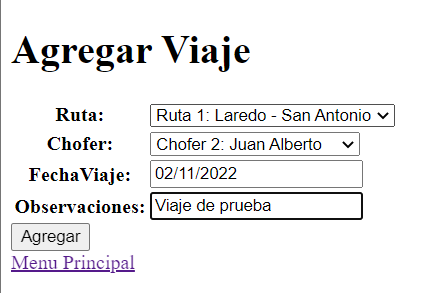 Agregar Viaje
Ruta: Ruta 1: Laredo - San Antonio
Chofer: Chofer 2: Juan Alberto
FechaViaje: 02/11/2022
Observaciones: Viaje de prueba
Agregar
Menu Principal